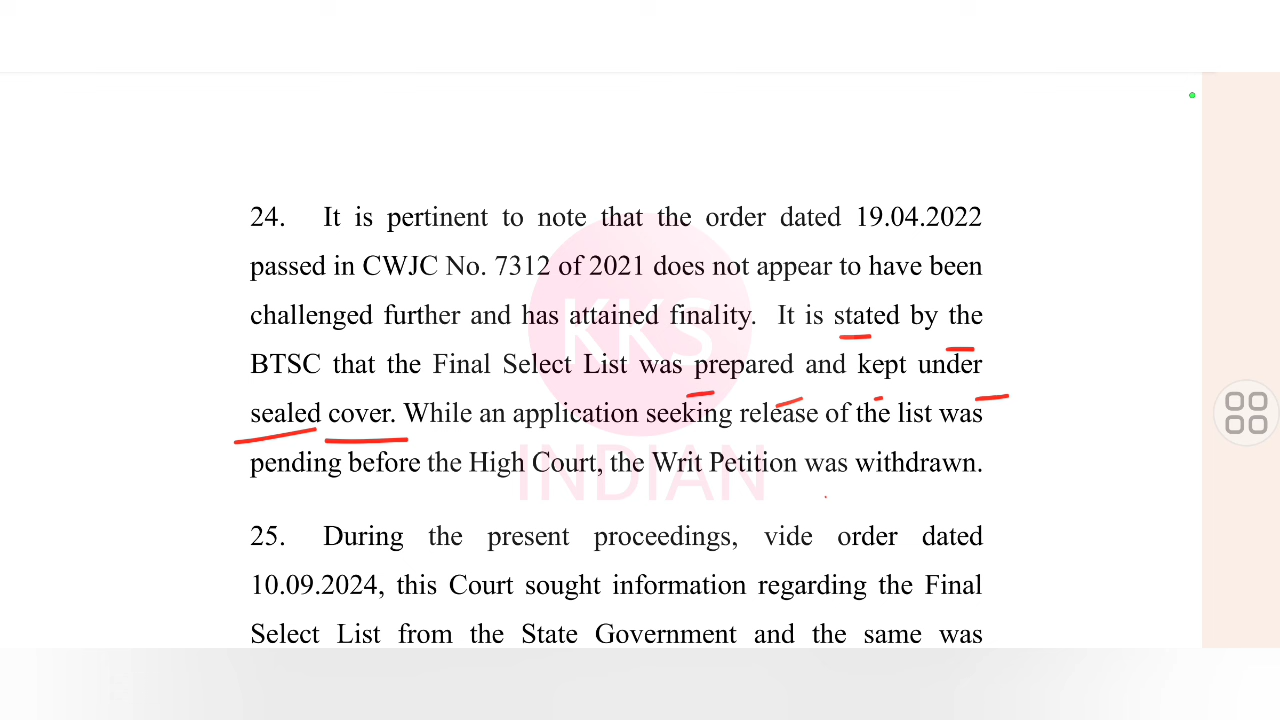 24. It is pertinent to note that the order dated 19.04.2022
passed in CWJC No. 7312 of 2021 does not appear to have been
challenged further and has attained finality. It is stated by the
BTSC that the Final Select List was prepared and kept under
sealed cover. While an application seeking release of the list was
pending before the High Court, the Writ Petition was withdrawn.
25. During the present proceedings, vide order dated
10.09.2024, this Court sought information regarding the Final
Select List from the State Government and the same was
KKS
INDIAN